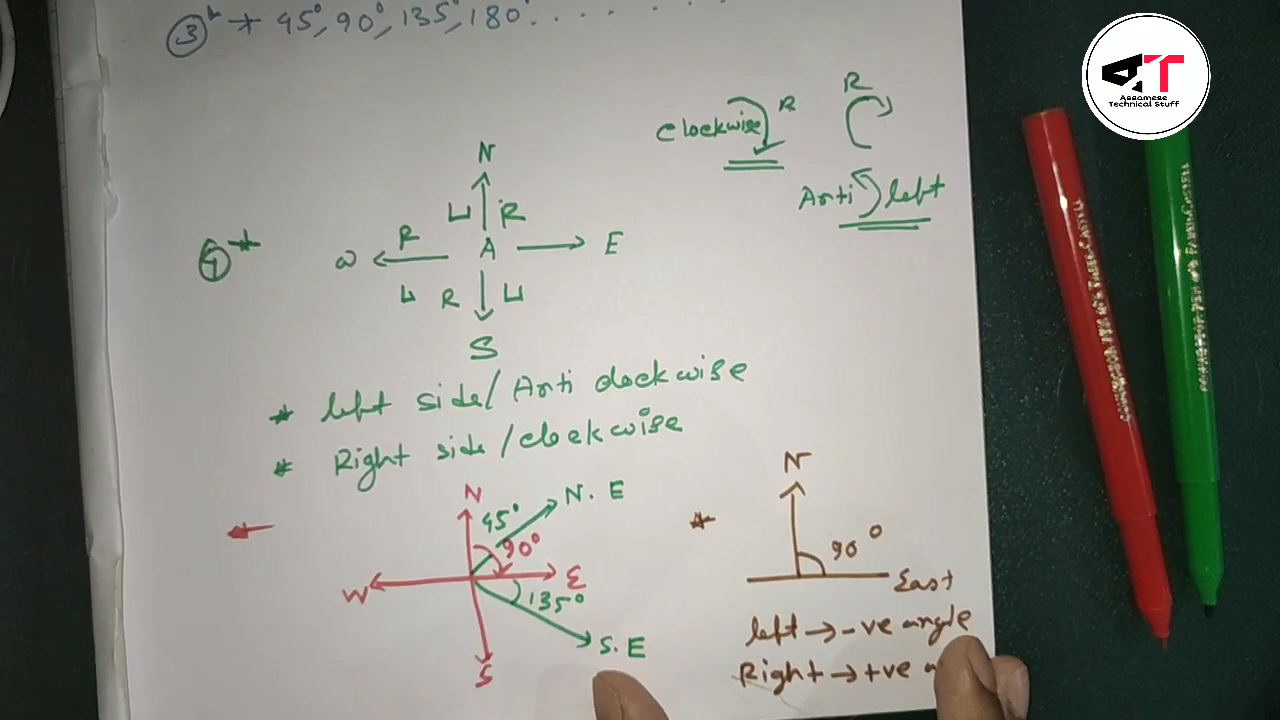 ③* 45°, 90°, 135°, 180° . . . . . . .
AT
Assamese
Technical Stuff
Clockwise R
R
Anti left
N
L R
④* W R A E
L R L
S
* left side/Anti clockwise
* Right side/clockwise
N
45° N. E
90°
W E
135°
S. E
S
* N
90°
East
left → -ve angle
Right → +ve